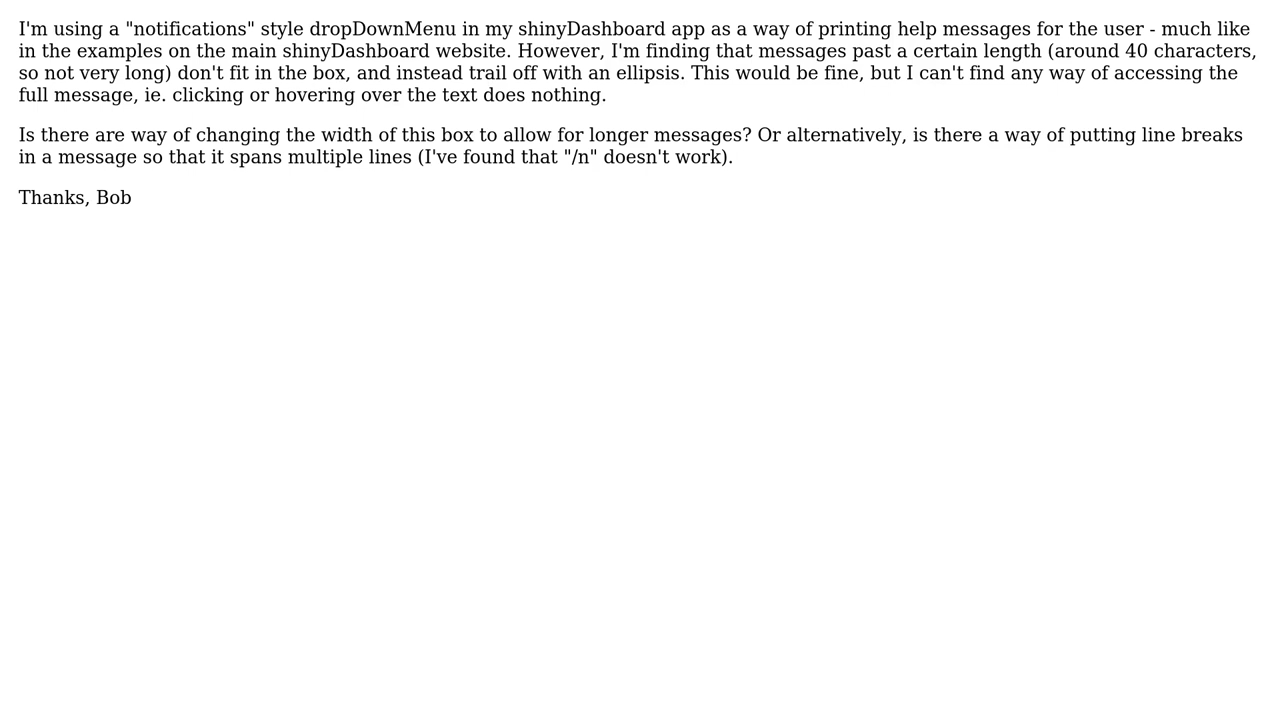 I'm using a "notifications" style dropDownMenu in my shinyDashboard app as a way of printing help messages for the user - much like
in the examples on the main shinyDashboard website. However, I'm finding that messages past a certain length (around 40 characters,
so not very long) don't fit in the box, and instead trail off with an ellipsis. This would be fine, but I can't find any way of accessing the
full message, ie. clicking or hovering over the text does nothing.
Is there are way of changing the width of this box to allow for longer messages? Or alternatively, is there a way of putting line breaks
in a message so that it spans multiple lines (I've found that "/n" doesn't work).
Thanks, Bob